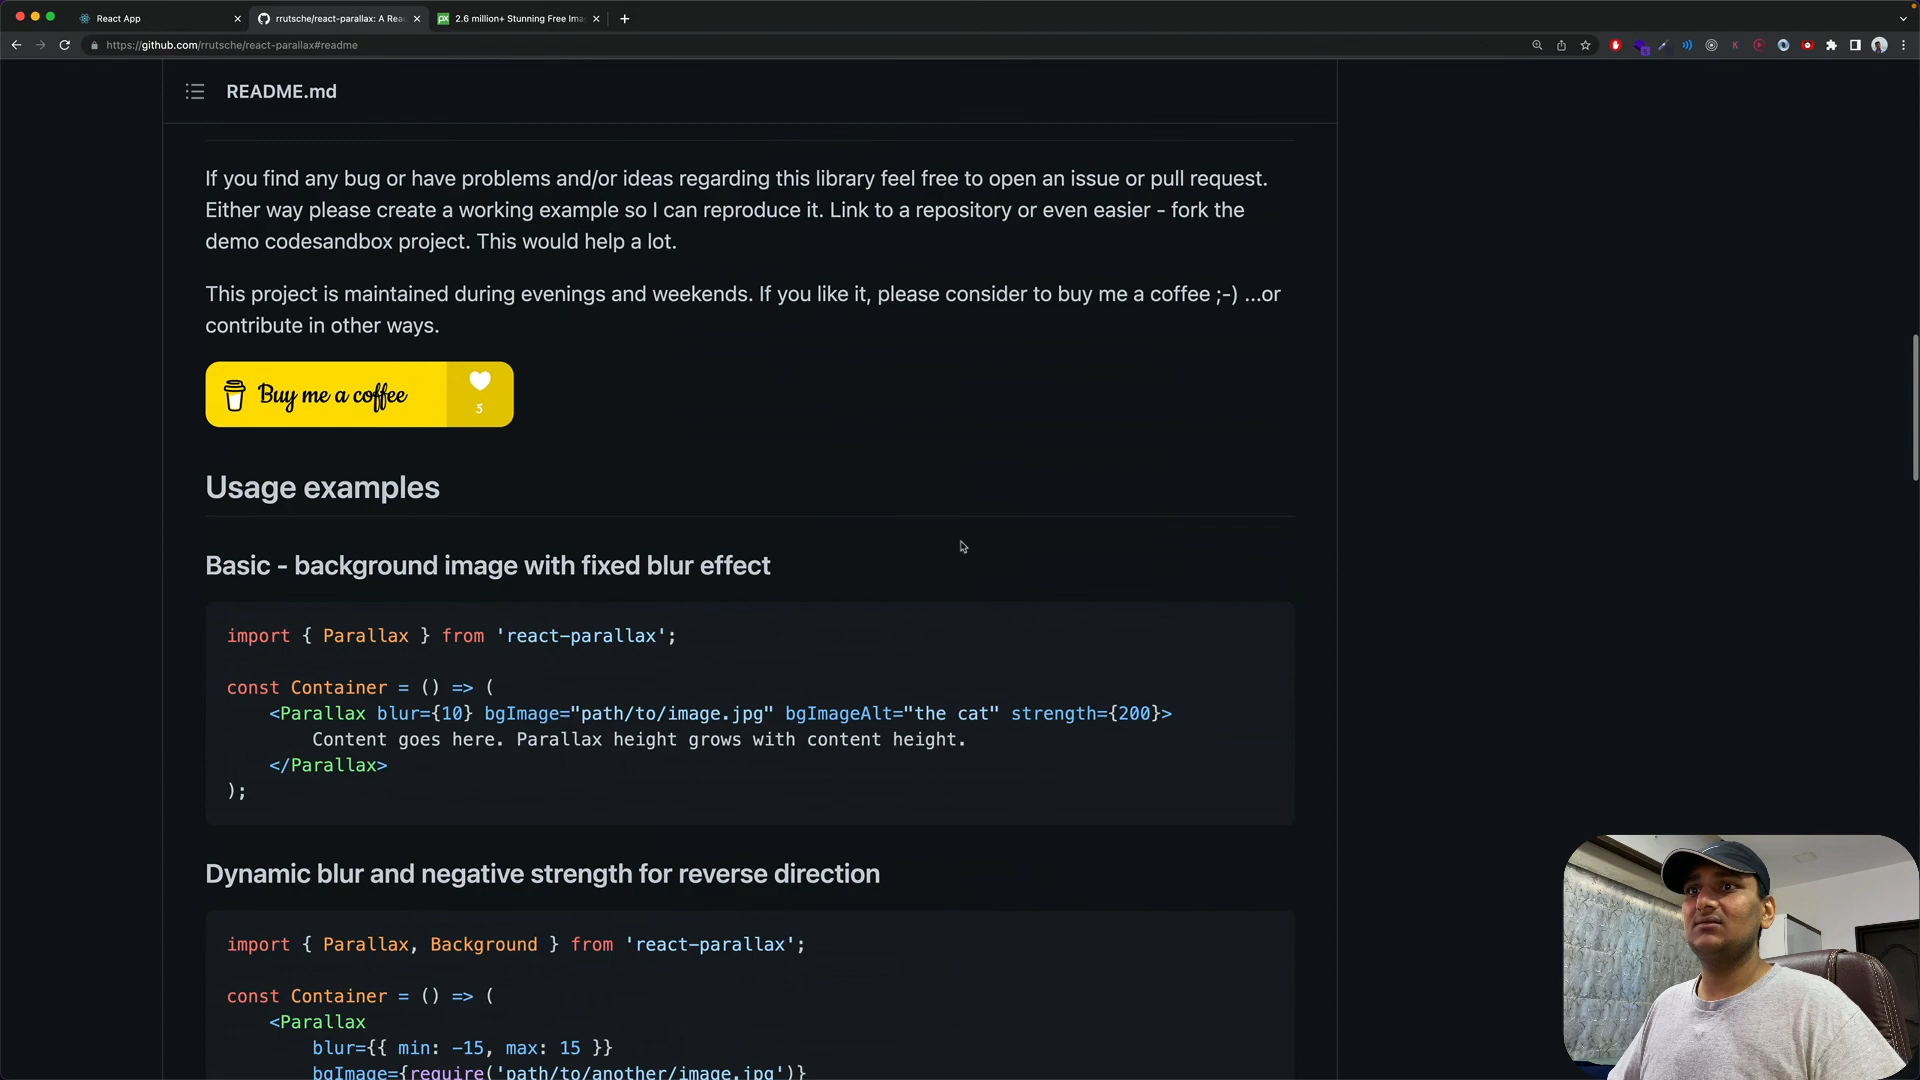 React App
rrutsche/react-parallax: A Rea
2.6 million+ Stunning Free Ima
https://github.com/rrutsche/react-parallax#readme
README.md
If you find any bug or have problems and/or ideas regarding this library feel free to open an issue or pull request.
Either way please create a working example so I can reproduce it. Link to a repository or even easier - fork the
demo codesandbox project. This would help a lot.
This project is maintained during evenings and weekends. If you like it, please consider to buy me a coffee ;-) ...or
contribute in other ways.
Buy me a coffee
5
Usage examples
Basic - background image with fixed blur effect
import { Parallax } from 'react-parallax';
const Container = () => (
<Parallax blur={10} bgImage="path/to/image.jpg" bgImageAlt="the cat" strength={200}>
Content goes here. Parallax height grows with content height.
</Parallax>
);
Dynamic blur and negative strength for reverse direction
import { Parallax, Background } from 'react-parallax';
const Container = () => (
<Parallax
blur={{ min: -15, max: 15 }}
bgImage={require('path/to/another/image.jpg')}